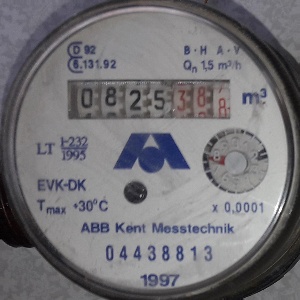 D 92
6.131.92
B - H A - V
Qn 1,5 m³/h
0825388 m³
LT 1-232
1995
EVK-DK
Tmax +30°C
x 0,0001
ABB Kent Messtechnik
04438813
1997